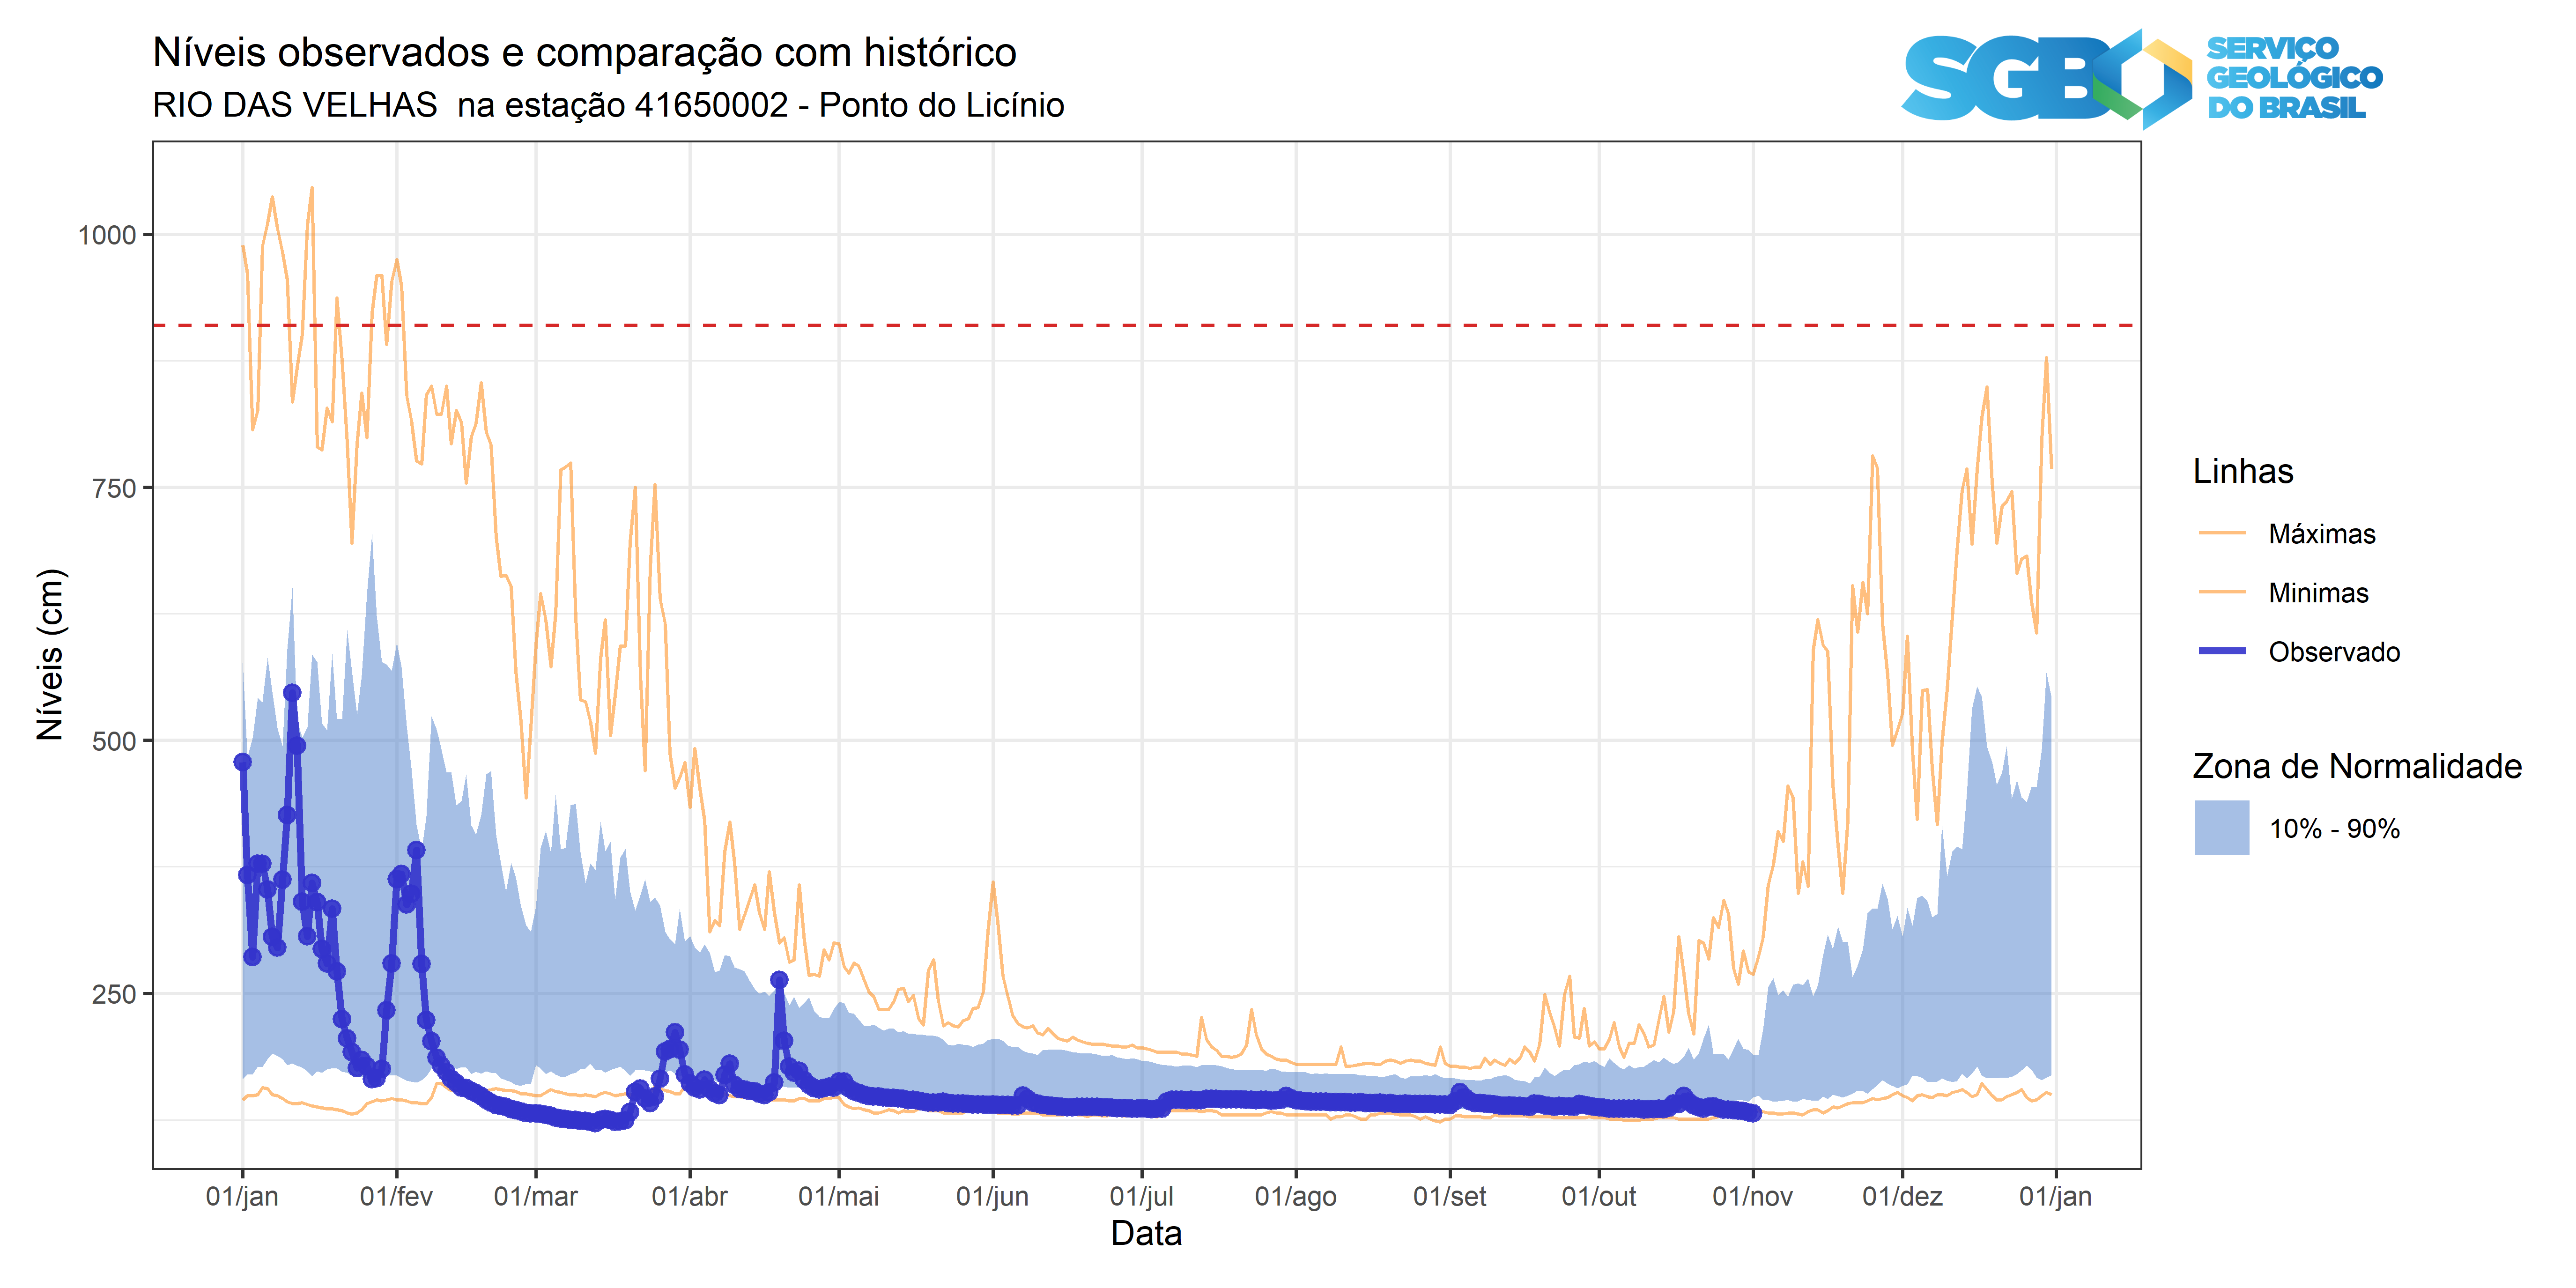 Níveis observados e comparação com histórico
RIO DAS VELHAS  na estação 41650002 - Ponto do Licínio
SGB
SERVIÇO
GEOLÓGICO
DO BRASIL
Níveis (cm)
1000
750
500
250
01/jan 01/fev 01/mar 01/abr 01/mai 01/jun 01/jul 01/ago 01/set 01/out 01/nov 01/dez 01/jan
Data
Linhas
Máximas
Minimas
Observado
Zona de Normalidade
10% - 90%